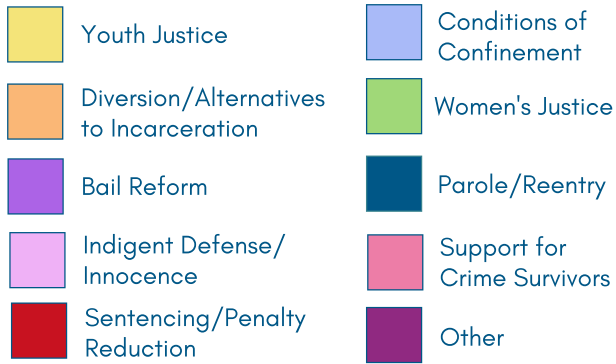 Youth Justice
Diversion/Alternatives
to Incarceration
Bail Reform
Indigent Defense/
Innocence
Sentencing/Penalty
Reduction
Conditions of
Confinement
Women's Justice
Parole/Reentry
Support for
Crime Survivors
Other